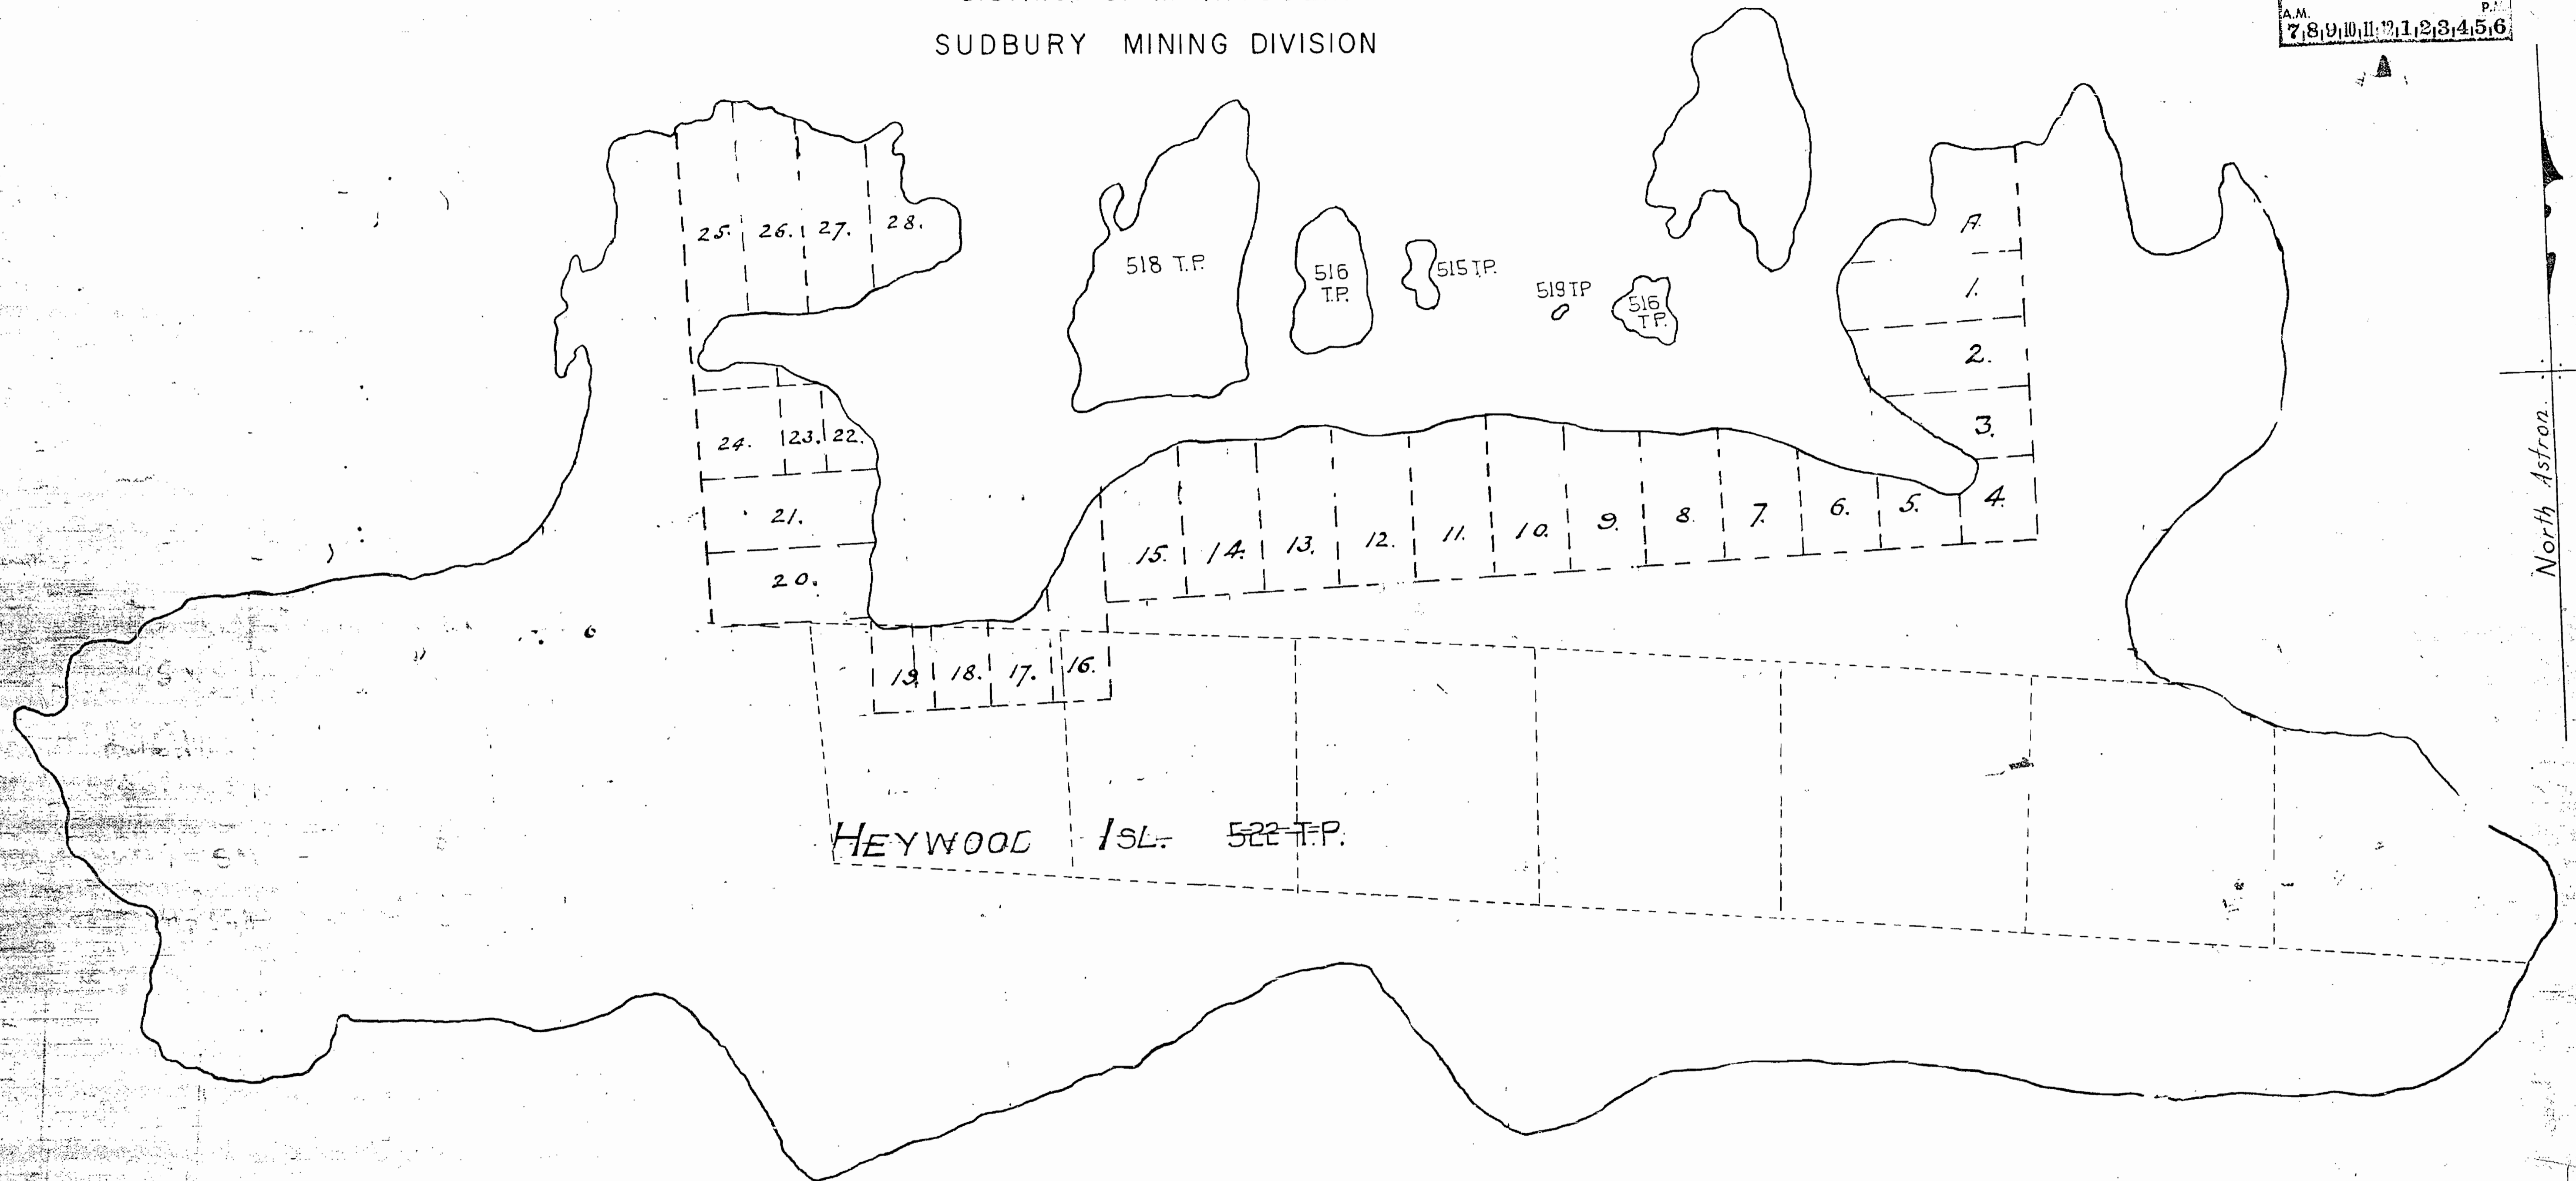 SUDBURY MINING DIVISION
A.M. P.M.
7 8 9 10 11 12 1 2 3 4 5 6
25. 26. 27. 28.
518 T.P.
516
T.P.
515 T.P.
519 TP
516
T.P.
A.
1.
2.
3.
4.
24. 23. 22.
21.
20.
15. 14. 13. 12. 11. 10. 9. 8. 7. 6. 5.
19. 18. 17. 16.
HEYWOOD ISL. 522 T.P.
North Astron.